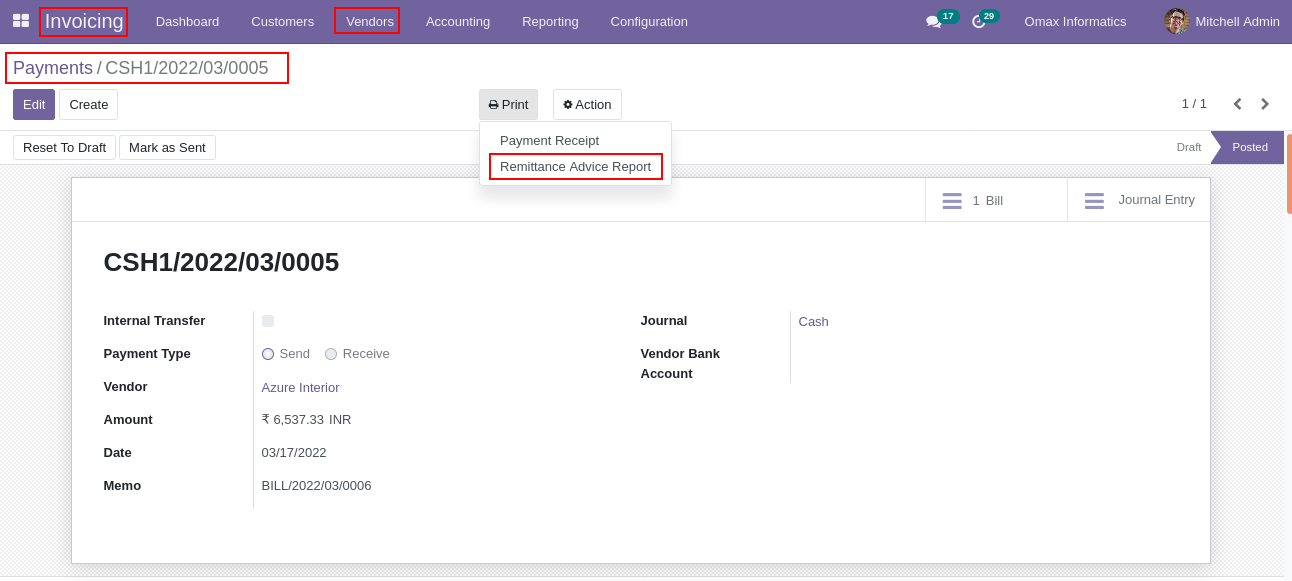 Invoicing Dashboard Customers Vendors Accounting Reporting Configuration 17 29 Omax Informatics Mitchell Admin
Payments / CSH1/2022/03/0005
Edit Create Print Action 1 / 1
Payment Receipt
Remittance Advice Report
Reset To Draft Mark as Sent Draft Posted
1 Bill Journal Entry
CSH1/2022/03/0005
Internal Transfer Journal Cash
Payment Type Send Receive Vendor Bank
Account
Vendor Azure Interior
Amount ₹ 6,537.33 INR
Date 03/17/2022
Memo BILL/2022/03/0006